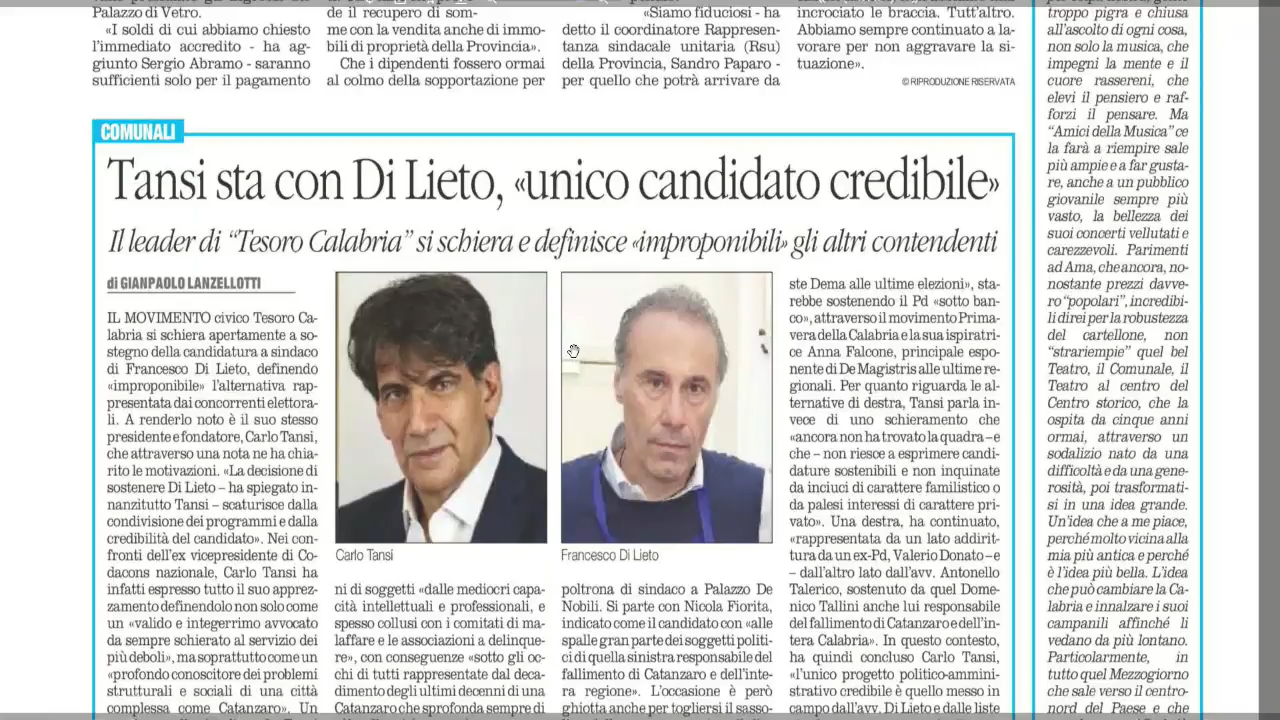 Palazzo di Vetro.
«I soldi di cui abbiamo chiesto
l'immediato accredito - ha ag-
giunto Sergio Abramo - saranno
sufficienti solo per il pagamento
de il recupero di som-
me con la vendita anche di immo-
bili di proprietà della Provincia».
Che i dipendenti fossero ormai
al colmo della sopportazione per
«Siamo fiduciosi - ha
detto il coordinatore Rappresen-
tanza sindacale unitaria (Rsu)
della Provincia, Sandro Paparo -
per quello che potrà arrivare da
incrociato le braccia. Tutt'altro.
Abbiamo sempre continuato a la-
vorare per non aggravare la si-
tuazione».
© RIPRODUZIONE RISERVATA
COMUNALI
Tansi sta con Di Lieto, «unico candidato credibile»
Il leader di "Tesoro Calabria" si schiera e definisce «improponibili» gli altri contendenti
di GIANPAOLO LANZELLOTTI
IL MOVIMENTO civico Tesoro Ca-
labria si schiera apertamente a so-
stegno della candidatura a sindaco
di Francesco Di Lieto, definendo
«improponibile» l'alternativa rap-
presentata dai concorrenti elettora-
li. A renderlo noto è il suo stesso
presidente e fondatore, Carlo Tansi,
che attraverso una nota ne ha chia-
rito le motivazioni. «La decisione di
sostenere Di Lieto – ha spiegato in-
nanzitutto Tansi – scaturisce dalla
condivisione dei programmi e dalla
credibilità del candidato». Nei con-
fronti dell'ex vicepresidente di Co-
dacons nazionale, Carlo Tansi ha
infatti espresso tutto il suo apprez-
zamento definendolo non solo come
un «valido e integerrimo avvocato
da sempre schierato al servizio dei
più deboli», ma soprattutto come un
«profondo conoscitore dei problemi
strutturali e sociali di una città
complessa come Catanzaro». Un
Carlo Tansi
ni di soggetti «dalle mediocri capa-
cità intellettuali e professionali, e
spesso collusi con i comitati di ma-
laffare e le associazioni a delinque-
re», con conseguenze «sotto gli oc-
chi di tutti rappresentate dal deca-
dimento degli ultimi decenni di una
Catanzaro che sprofonda sempre di
Francesco Di Lieto
poltrona di sindaco a Palazzo De
Nobili. Si parte con Nicola Fiorita,
indicato come il candidato con «alle
spalle gran parte dei soggetti politi-
ci di quella sinistra responsabile del
fallimento di Catanzaro e dell'inte-
ra regione». L'occasione è però
ghiotta anche per togliersi il sasso-
ste Dema alle ultime elezioni», sta-
rebbe sostenendo il Pd «sotto ban-
co», attraverso il movimento Prima-
vera della Calabria e la sua ispiratri-
ce Anna Falcone, principale espo-
nente di De Magistris alle ultime re-
gionali. Per quanto riguarda le al-
ternative di destra, Tansi parla in-
vece di uno schieramento che
«ancora non ha trovato la quadra – e
che – non riesce a esprimere candi-
dature sostenibili e non inquinate
da inciuci di carattere familistico o
da palesi interessi di carattere pri-
vato». Una destra, ha continuato,
«rappresentata da un lato addirit-
tura da un ex-Pd, Valerio Donato – e
– dall'altro lato dall'avv. Antonello
Talerico, sostenuto da quel Dome-
nico Tallini anche lui responsabile
del fallimento di Catanzaro e dell'in-
tera Calabria». In questo contesto,
ha quindi concluso Carlo Tansi,
«l'unico progetto politico-ammini-
strativo credibile è quello messo in
campo dall'avv. Di Lieto e dalle liste
troppo pigra e chiusa
all'ascolto di ogni cosa,
non solo la musica, che
impegni la mente e il
cuore rassereni, che
elevi il pensiero e raf-
forzi il pensare. Ma
"Amici della Musica" ce
la farà a riempire sale
più ampie e a far gusta-
re, anche a un pubblico
giovanile sempre più
vasto, la bellezza dei
suoi concerti vellutati e
carezzevoli. Parimenti
ad Ama, che ancora, no-
nostante prezzi davve-
ro "popolari", incredibi-
li direi per la robustezza
del cartellone, non
"strariempie" quel bel
Teatro, il Comunale, il
Teatro al centro del
Centro storico, che la
ospita da cinque anni
ormai, attraverso un
sodalizio nato da una
difficoltà e da una gene-
rosità, poi trasformati-
si in una idea grande.
Un'idea che a me piace,
perché molto vicina alla
mia più antica e perché
è l'idea più bella. L'idea
che può cambiare la Ca-
labria e innalzare i suoi
campanili affinché li
vedano da più lontano.
Particolarmente, in
tutto quel Mezzogiorno
che sale verso il centro-
nord del Paese e che